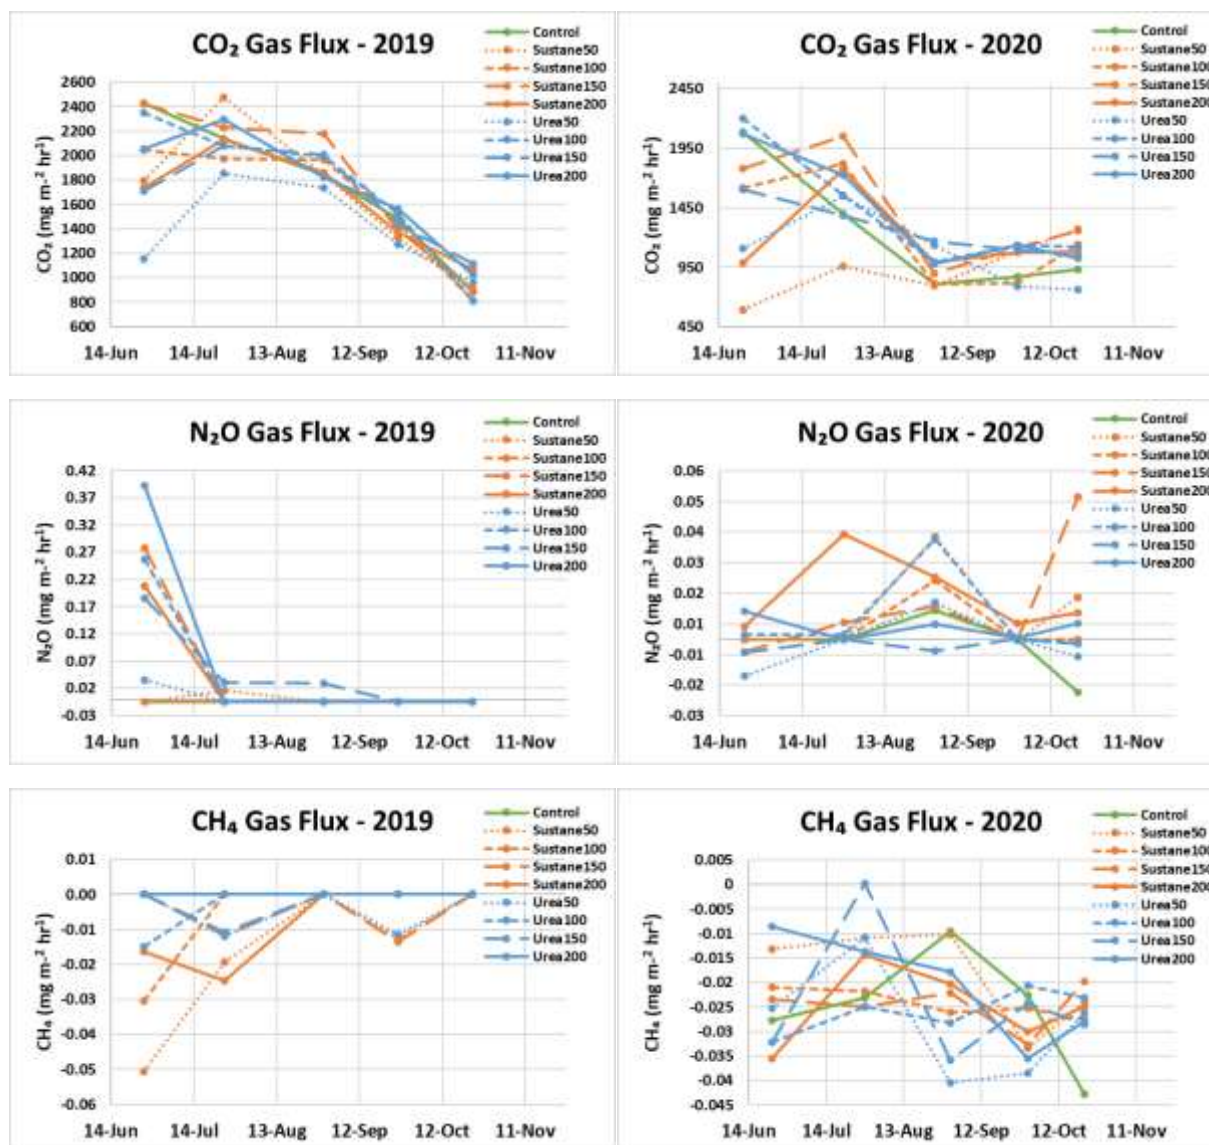 CO₂ Gas Flux - 2019
Control
Sustane50
Sustane100
Sustane150
Sustane200
Urea50
Urea100
Urea150
Urea200
CO₂ (mg m⁻² hr¹)
2600
2400
2200
2000
1800
1600
1400
1200
1000
800
600
14-Jun 14-Jul 13-Aug 12-Sep 12-Oct 11-Nov
CO₂ Gas Flux - 2020
Control
Sustane50
Sustane100
Sustane150
Sustane200
Urea50
Urea100
Urea150
Urea200
CO₂ (mg m⁻² hr¹)
2450
1950
1450
950
450
14-Jun 14-Jul 13-Aug 12-Sep 12-Oct 11-Nov
N₂O Gas Flux - 2019
Control
Sustane50
Sustane100
Sustane150
Sustane200
Urea50
Urea100
Urea150
Urea200
N₂O (mg m⁻² hr¹)
0.42
0.37
0.32
0.27
0.22
0.17
0.12
0.07
0.02
-0.03
14-Jun 14-Jul 13-Aug 12-Sep 12-Oct 11-Nov
N₂O Gas Flux - 2020
Control
Sustane50
Sustane100
Sustane150
Sustane200
Urea50
Urea100
Urea150
Urea200
N₂O (mg m⁻² hr¹)
0.06
0.05
0.04
0.03
0.02
0.01
-0.01
-0.02
-0.03
14-Jun 14-Jul 13-Aug 12-Sep 12-Oct 11-Nov
CH₄ Gas Flux - 2019
Control
Sustane50
Sustane100
Sustane150
Sustane200
Urea50
Urea100
Urea150
Urea200
CH₄ (mg m⁻² hr¹)
0.01
0.00
-0.01
-0.02
-0.03
-0.04
-0.05
-0.06
14-Jun 14-Jul 13-Aug 12-Sep 12-Oct 11-Nov
CH₄ Gas Flux - 2020
Control
Sustane50
Sustane100
Sustane150
Sustane200
Urea50
Urea100
Urea150
Urea200
CH₄ (mg m⁻² hr¹)
0.005
0
-0.005
-0.01
-0.015
-0.02
-0.025
-0.03
-0.035
-0.04
-0.045
14-Jun 14-Jul 13-Aug 12-Sep 12-Oct 11-Nov